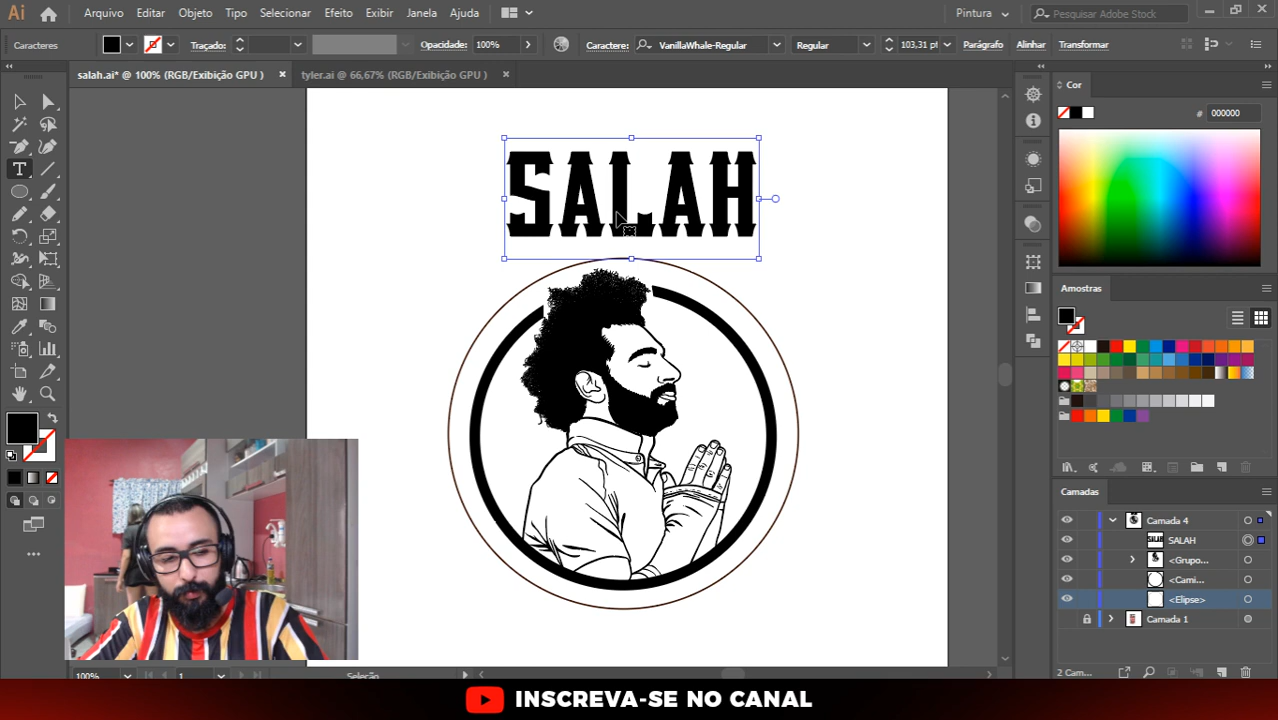 Ai Arquivo Editar Objeto Tipo Selecionar Efeito Exibir Janela Ajuda Pintura Pesquisar Adobe Stock
Caracteres Traçado: Opacidade: 100% Caractere: VanillaWhale-Regular Regular 103,31 pt Parágrafo Alinhar Transformar
salah.ai* @ 100% (RGB/Exibição GPU ) × tyler.ai @ 66,67% (RGB/Exibição GPU ) ×
Cor
# 000000
SALAH
Amostras
Camadas
Camada 4
SALAH
<Grupo...
<Cami...
<Elipse>
Camada 1
100% 1 Seleção 2 Cam...
INSCREVA-SE NO CANAL